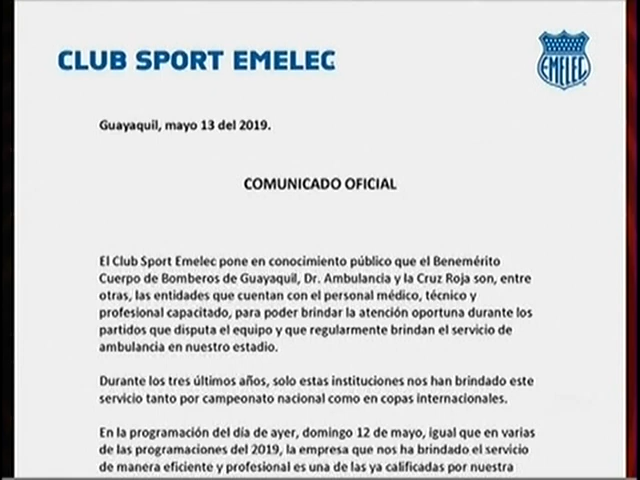 CLUB SPORT EMELEC
EMELEC
Guayaquil, mayo 13 del 2019.
COMUNICADO OFICIAL
El Club Sport Emelec pone en conocimiento público que el Benemérito
Cuerpo de Bomberos de Guayaquil, Dr. Ambulancia y la Cruz Roja son, entre
otras, las entidades que cuentan con el personal médico, técnico y
profesional capacitado, para poder brindar la atención oportuna durante los
partidos que disputa el equipo y que regularmente brindan el servicio de
ambulancia en nuestro estadio.
Durante los tres últimos años, solo estas instituciones nos han brindado este
servicio tanto por campeonato nacional como en copas internacionales.
En la programación del día de ayer, domingo 12 de mayo, igual que en varias
de las programaciones del 2019, la empresa que nos ha brindado el servicio
de manera eficiente y profesional es una de las ya calificadas por nuestra